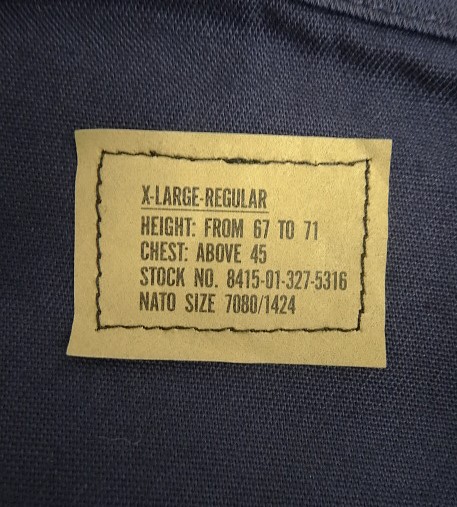 X-LARGE-REGULAR
HEIGHT: FROM 67 TO 71
CHEST: ABOVE 45
STOCK NO. 8415-01-327-5316
NATO SIZE 7080/1424